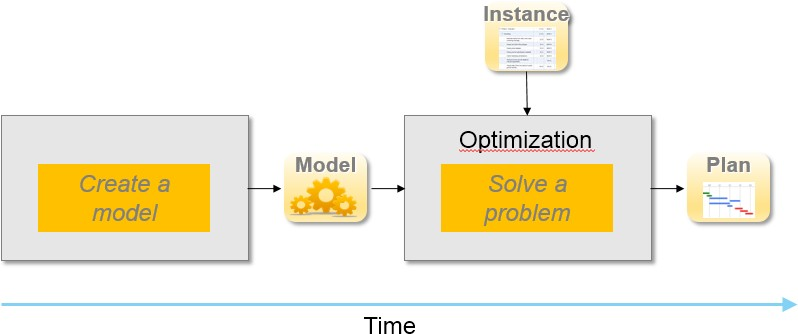 Instance
Optimization
Create a
model
Model
Solve a
problem
Plan
Time